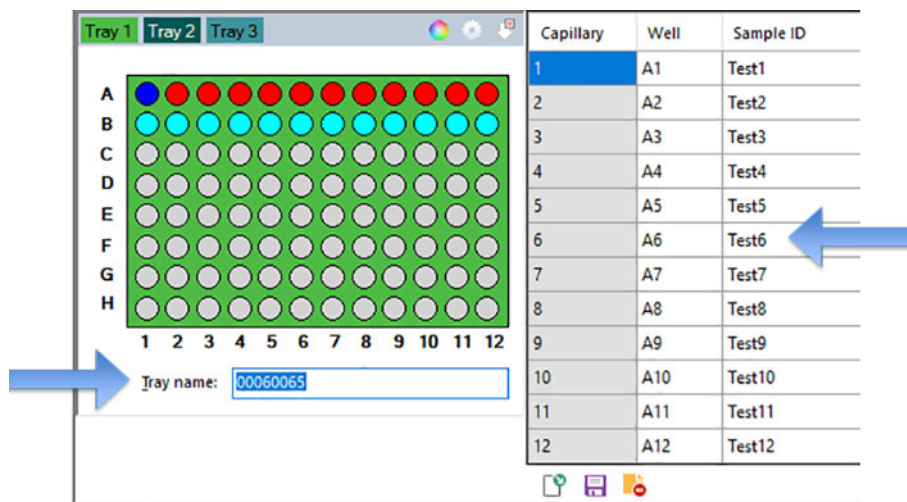 Tray 1 Tray 2 Tray 3
A
B
C
D
E
F
G
H
1 2 3 4 5 6 7 8 9 10 11 12
Tray name: 00060065
Capillary Well Sample ID
1 A1 Test1
2 A2 Test2
3 A3 Test3
4 A4 Test4
5 A5 Test5
6 A6 Test6
7 A7 Test7
8 A8 Test8
9 A9 Test9
10 A10 Test10
11 A11 Test11
12 A12 Test12